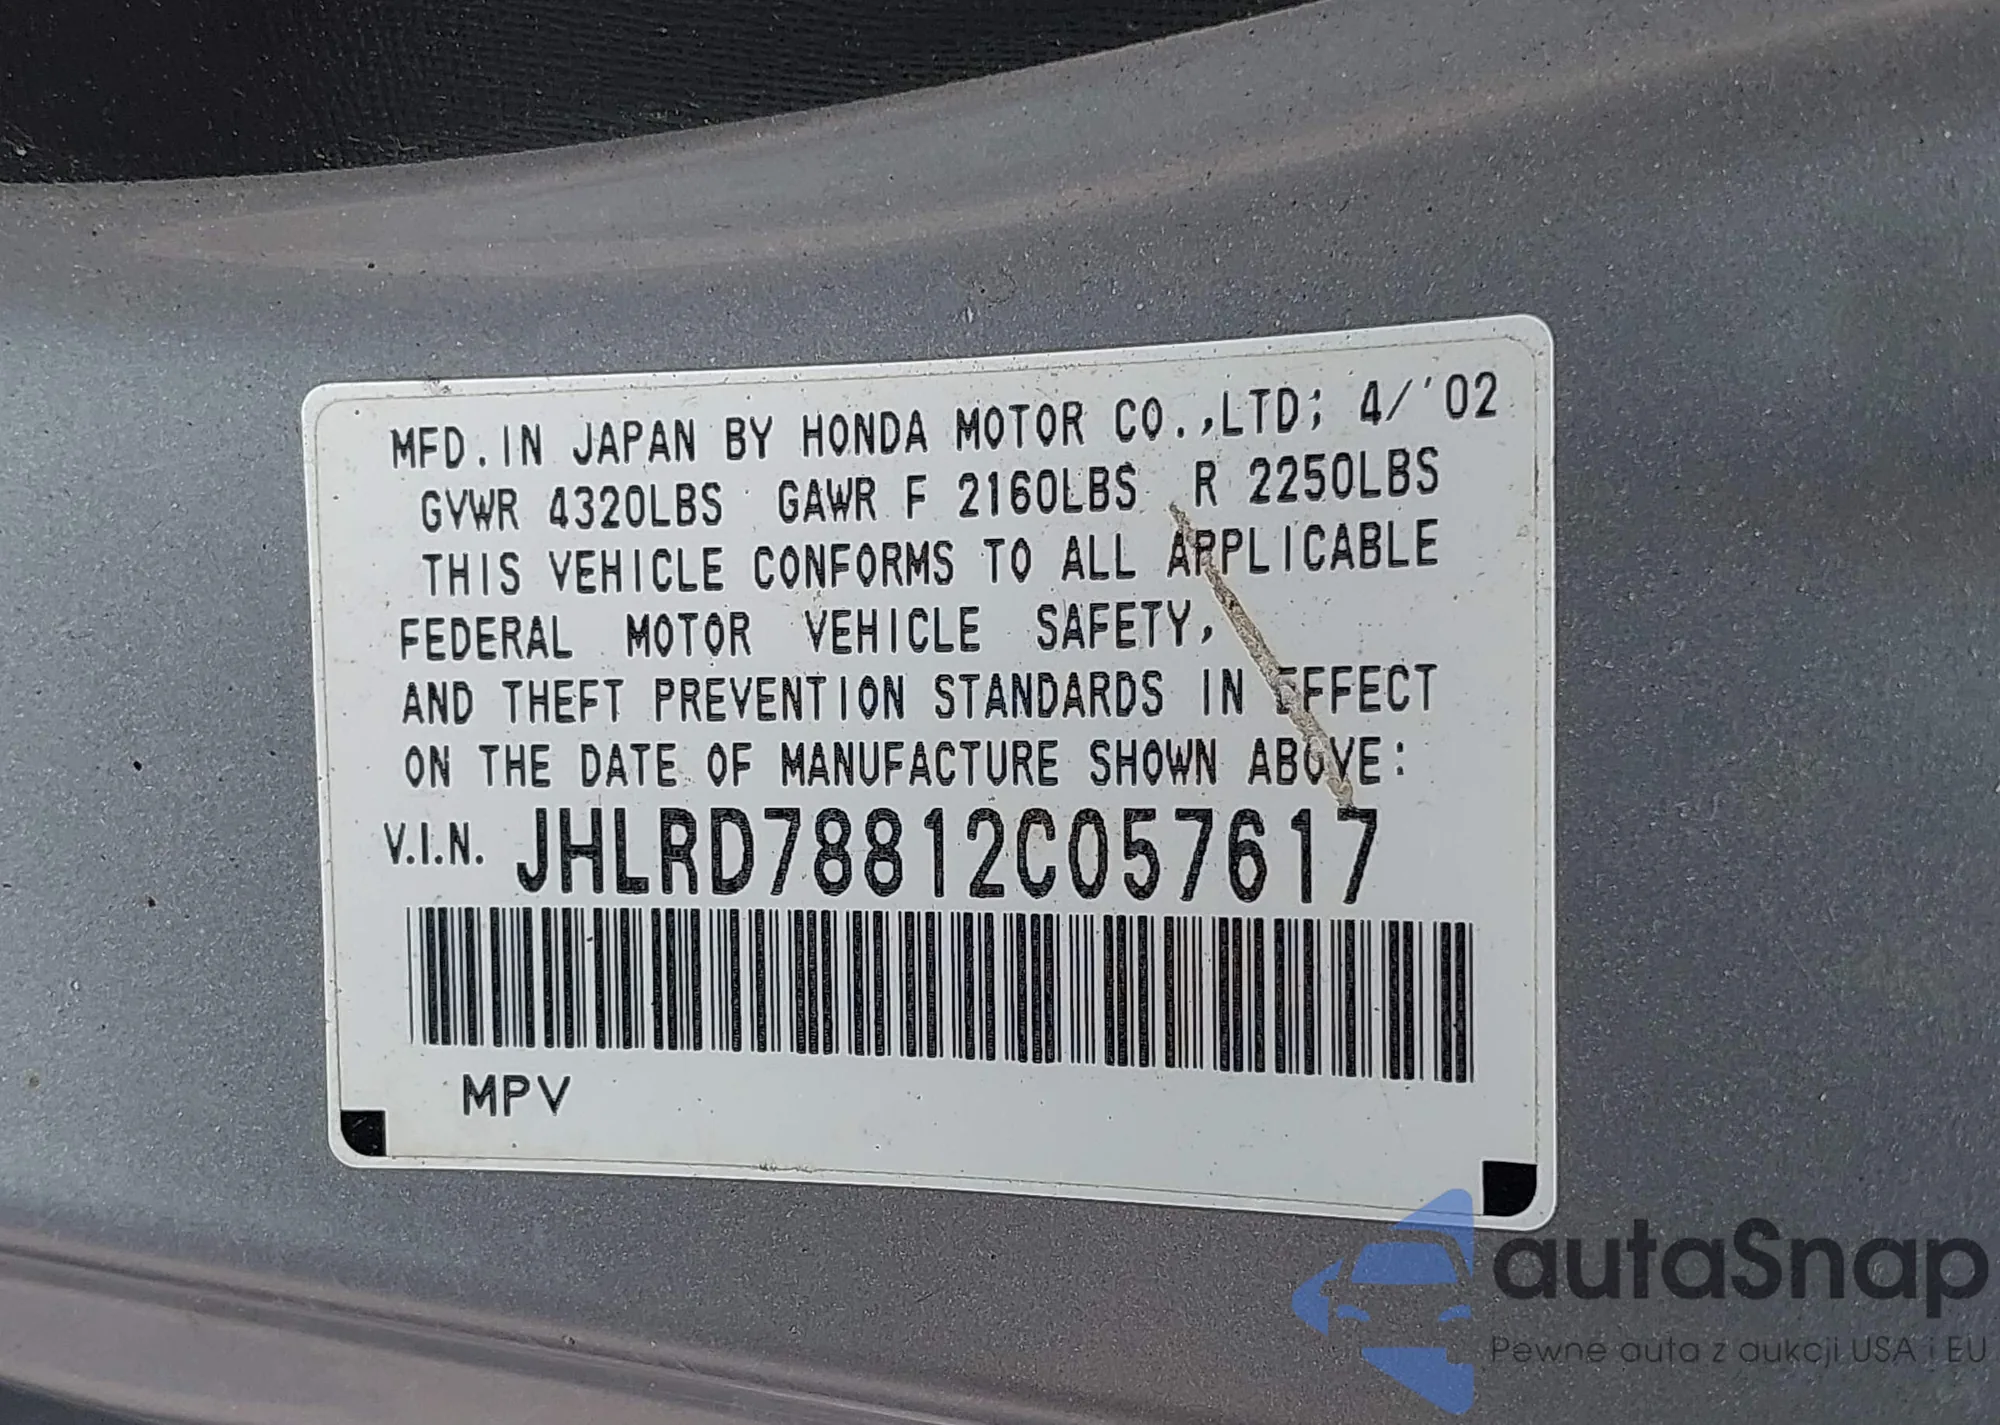 MFD. IN JAPAN BY HONDA MOTOR CO.,LTD; 4/'02
GVWR 4320LBS GAWR F 2160LBS R 2250LBS
THIS VEHICLE CONFORMS TO ALL APPLICABLE
FEDERAL MOTOR VEHICLE SAFETY,
AND THEFT PREVENTION STANDARDS IN EFFECT
ON THE DATE OF MANUFACTURE SHOWN ABOVE:
V.I.N. JHLRD78812C057617
MPV
autaSnap
Pewne auta z aukcji USA i EU